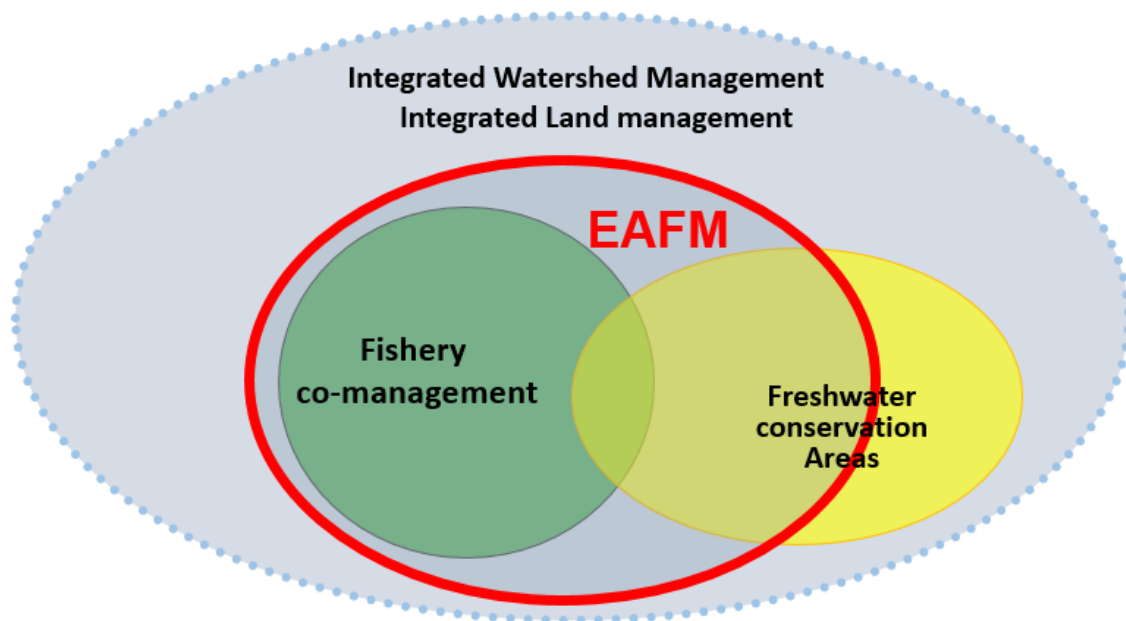 Integrated Watershed Management
Integrated Land management
EAFM
Fishery
co-management
Freshwater
conservation
Areas